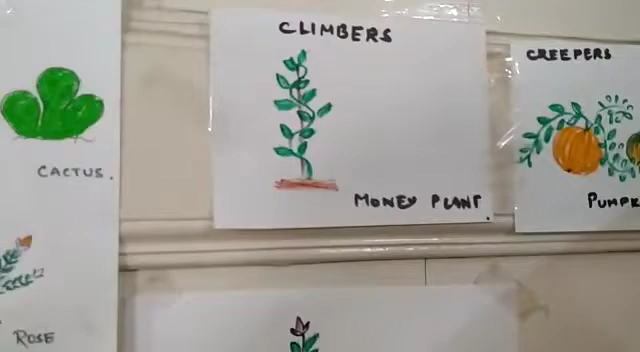 CLIMBERS
CREEPERS
CACTUS.
MONEY PLANT.
ROSE